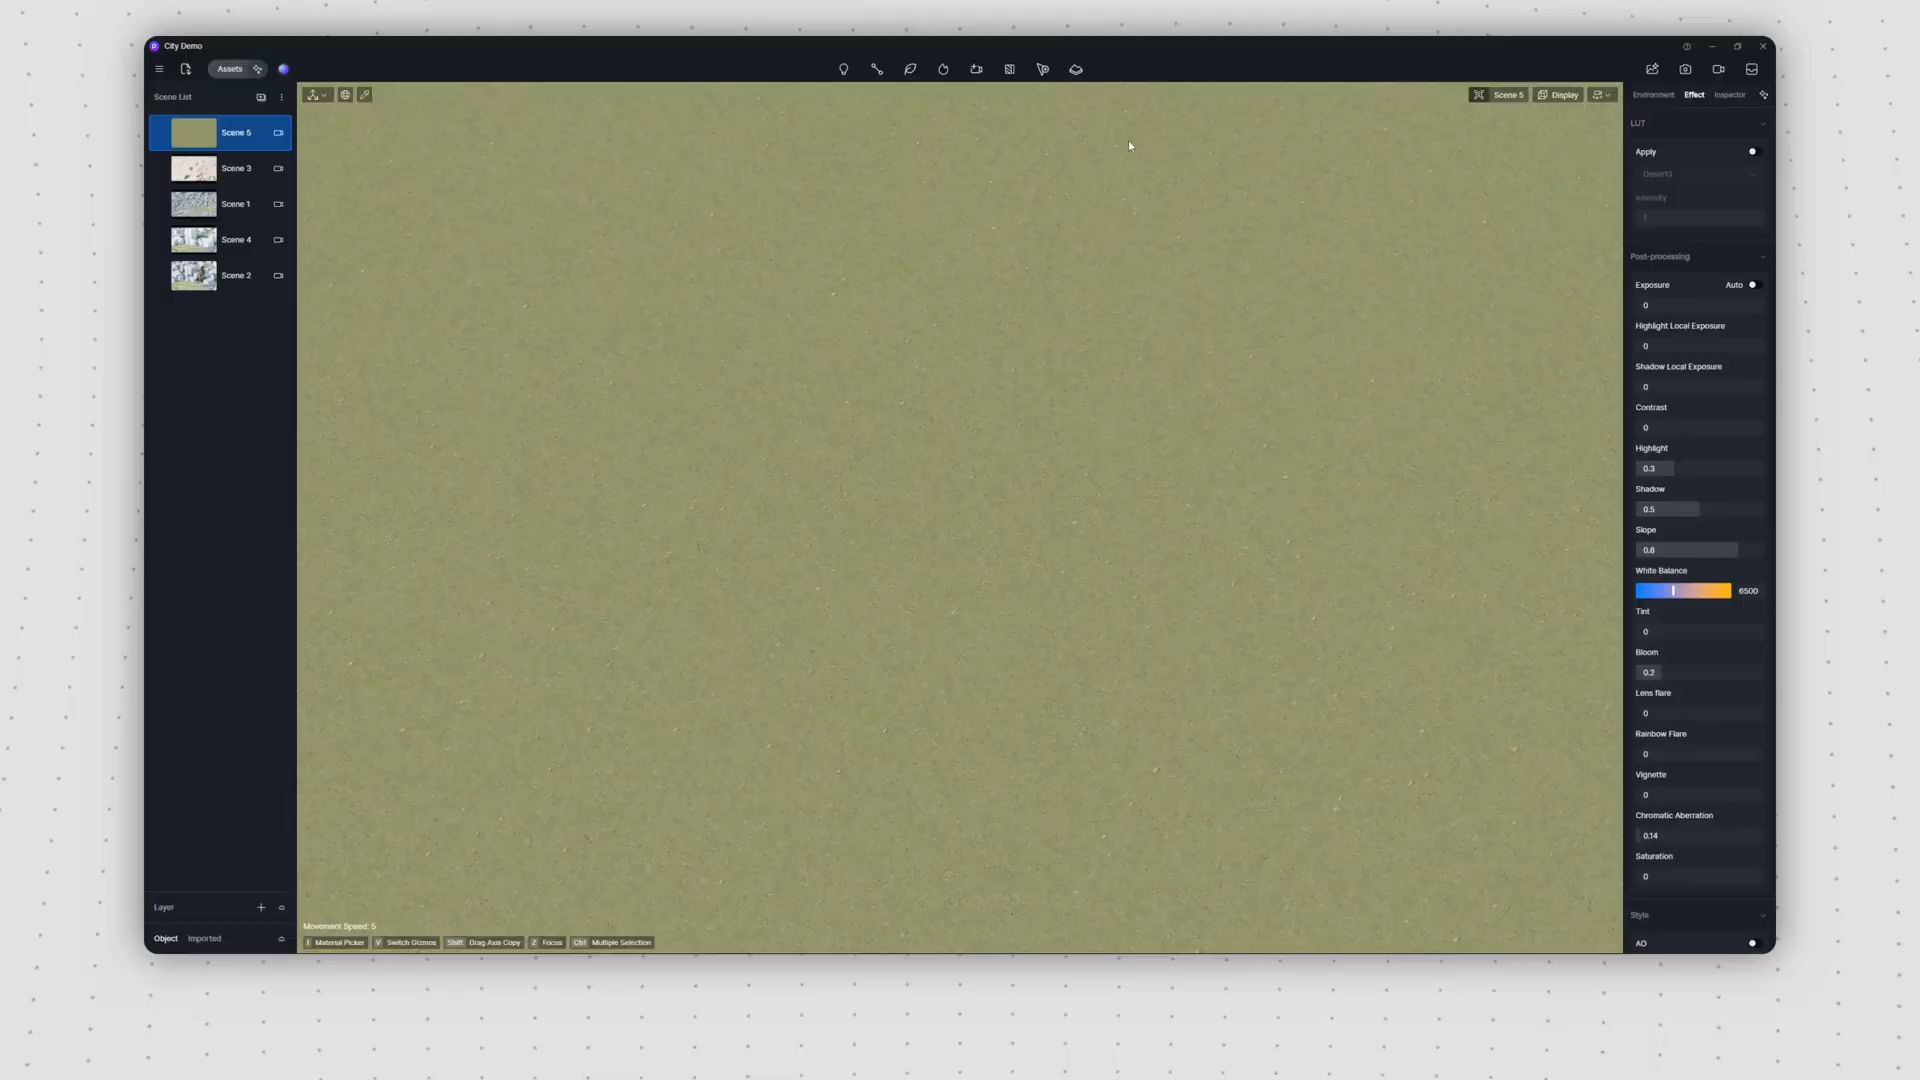 City Demo
Assets
Scene List
Scene 5
Scene 3
Scene 1
Scene 4
Scene 2
Layer
Object Imported
Scene 5 Display
Movement Speed: 5
I Material Picker V Switch Gizmos Shift Drag Axis Copy Z Focus Ctrl Multiple Selection
Environment Effect Inspector
LUT
Apply
Desert3
Intensity
1
Post-processing
Exposure Auto
0
Highlight Local Exposure
0
Shadow Local Exposure
0
Contrast
0
Highlight
0.3
Shadow
0.5
Slope
0.8
White Balance
6500
Tint
0
Bloom
0.2
Lens flare
0
Rainbow Flare
0
Vignette
0
Chromatic Aberration
0.14
Saturation
0
Style
AO